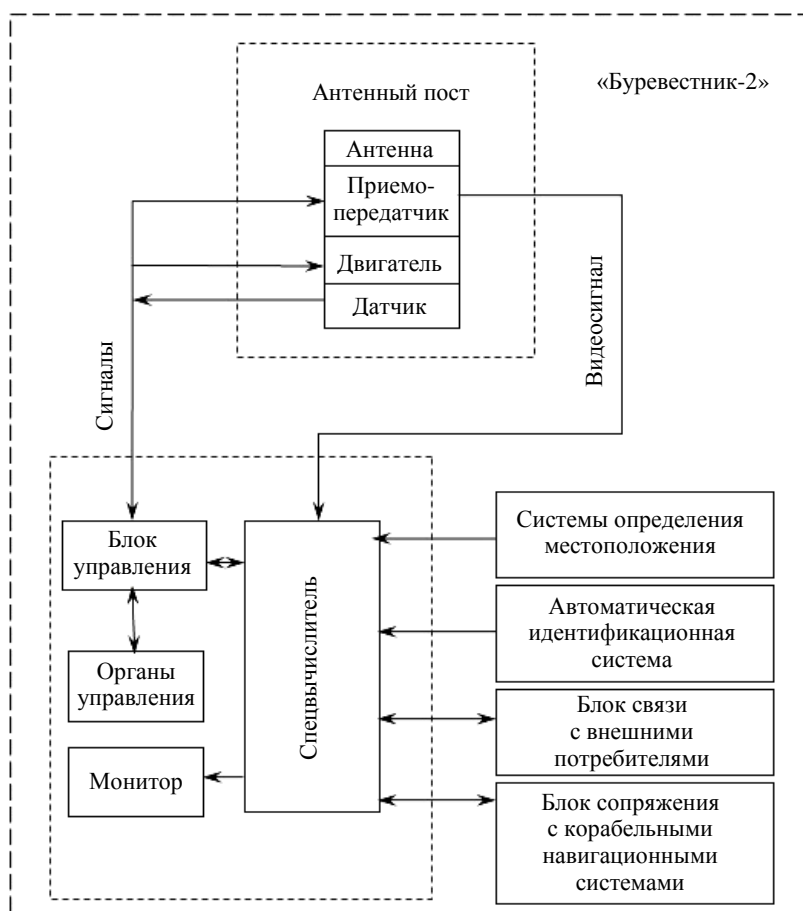 «Буревестник-2»
Антенный пост
Антенна
Приемо-
передатчик
Двигатель
Датчик
Сигналы
Видеосигнал
Блок
управления
Органы
управления
Монитор
Спецвычислитель
Системы определения
местоположения
Автоматическая
идентификационная
система
Блок связи
с внешними
потребителями
Блок сопряжения
с корабельными
навигационными
системами